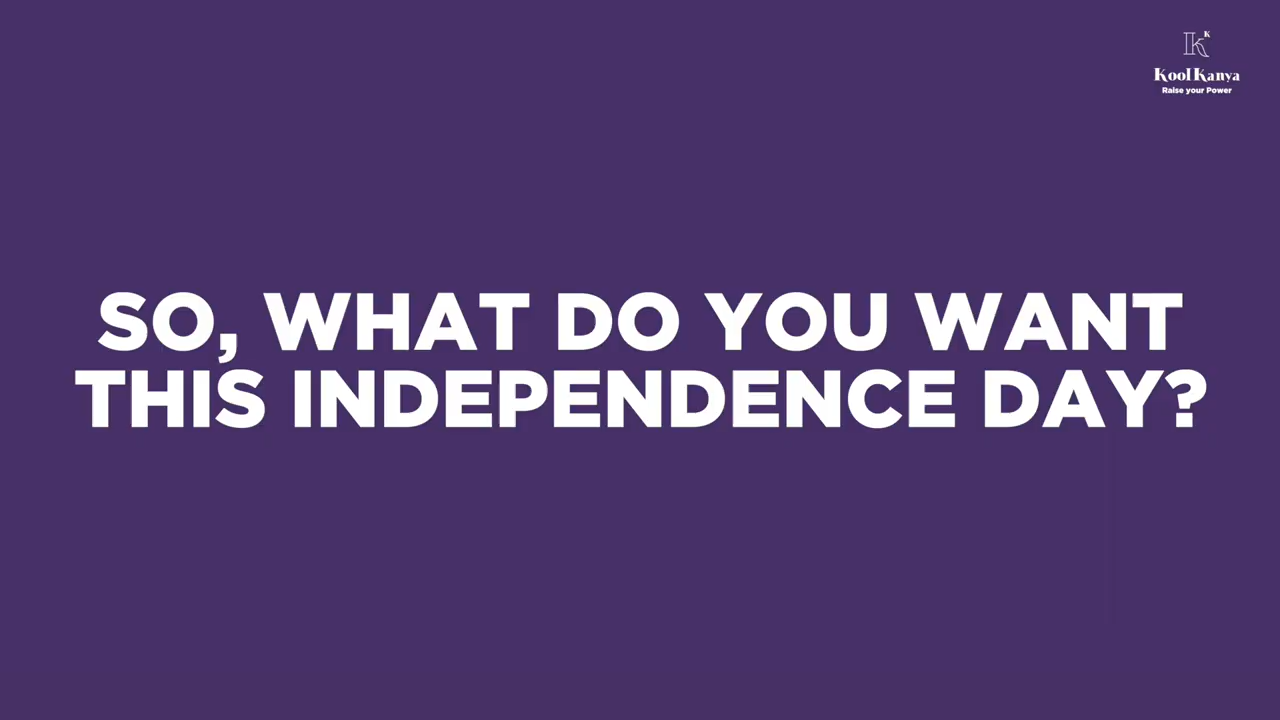 K K
Kool Kanya
Raise your Power
SO, WHAT DO YOU WANT
THIS INDEPENDENCE DAY?